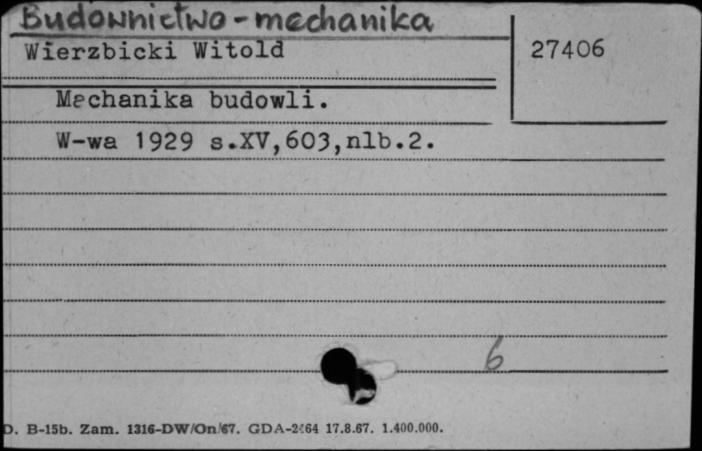 Budownictwo-mechanika
Wierzbicki Witold
27406
Mechanika budowli.
W-wa 1929 s.XV,603,nlb.2.
6
D. B-15b. Zam. 1316-DW/On/67. GDA-2464 17.8.67. 1.400.000.